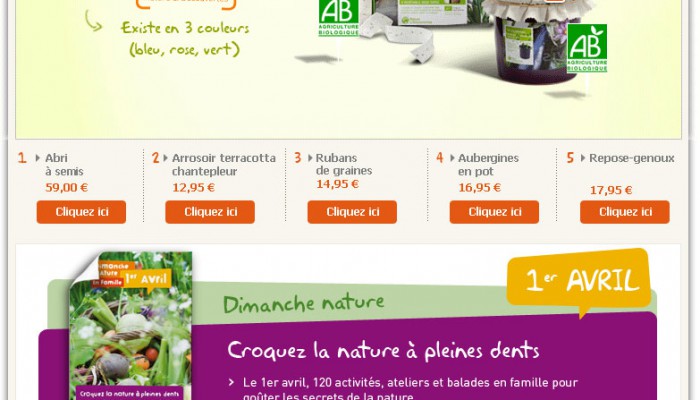 Existe en 3 couleurs
(bleu, rose, vert)
AB
AGRICULTURE
BIOLOGIQUE
AB
AGRICULTURE
BIOLOGIQUE
1 Abri
à semis
59,00 €
Cliquez ici
2 Arrosoir terracotta
chantepleur
12,95 €
Cliquez ici
3 Rubans
de graines
14,95 €
Cliquez ici
4 Aubergines
en pot
16,95 €
Cliquez ici
5 Repose-genoux
17,95 €
Cliquez ici
Dimanche
nature
en famille
1er Avril
Croquez la nature à pleines dents
1er AVRIL
Dimanche nature
Croquez la nature à pleines dents
Le 1er avril, 120 activités, ateliers et balades en famille pour
goûter les secrets de la nature